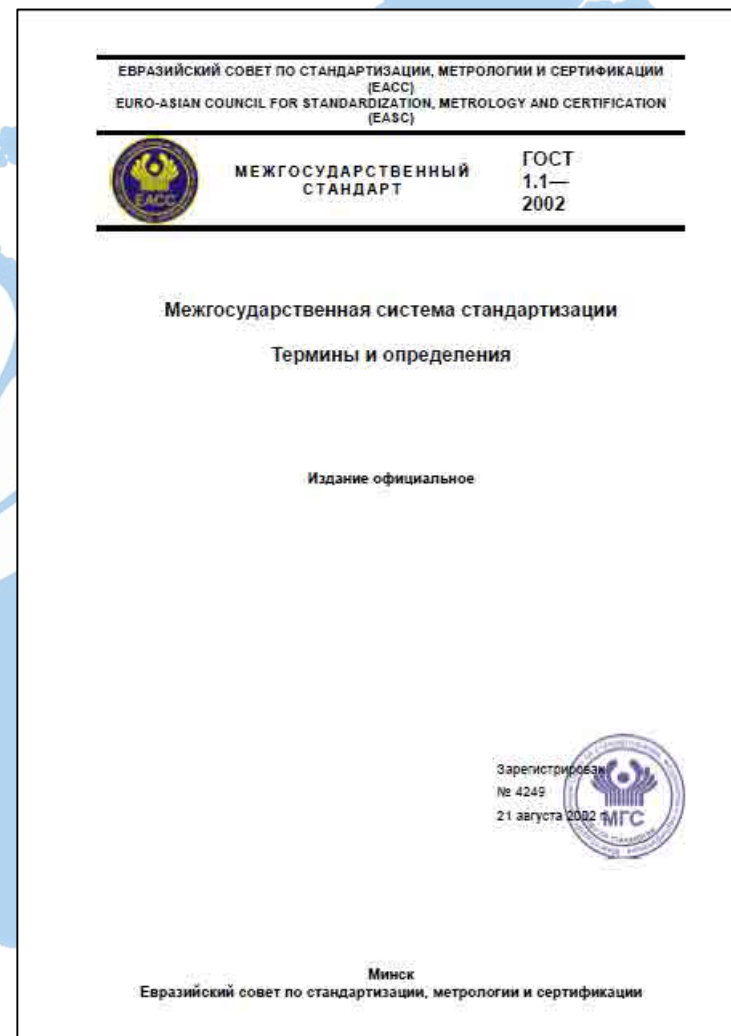 ЕВРАЗИЙСКИЙ СОВЕТ ПО СТАНДАРТИЗАЦИИ, МЕТРОЛОГИИ И СЕРТИФИКАЦИИ
(ЕАСС)
EURO-ASIAN COUNCIL FOR STANDARDIZATION, METROLOGY AND CERTIFICATION
(EASC)
ЕАСС
МЕЖГОСУДАРСТВЕННЫЙ
СТАНДАРТ
ГОСТ
1.1—
2002
Межгосударственная система стандартизации
Термины и определения
Издание официальное
Зарегистрирован
№ 4249
21 августа 2002 г.
МГС
Минск
Евразийский совет по стандартизации, метрологии и сертификации